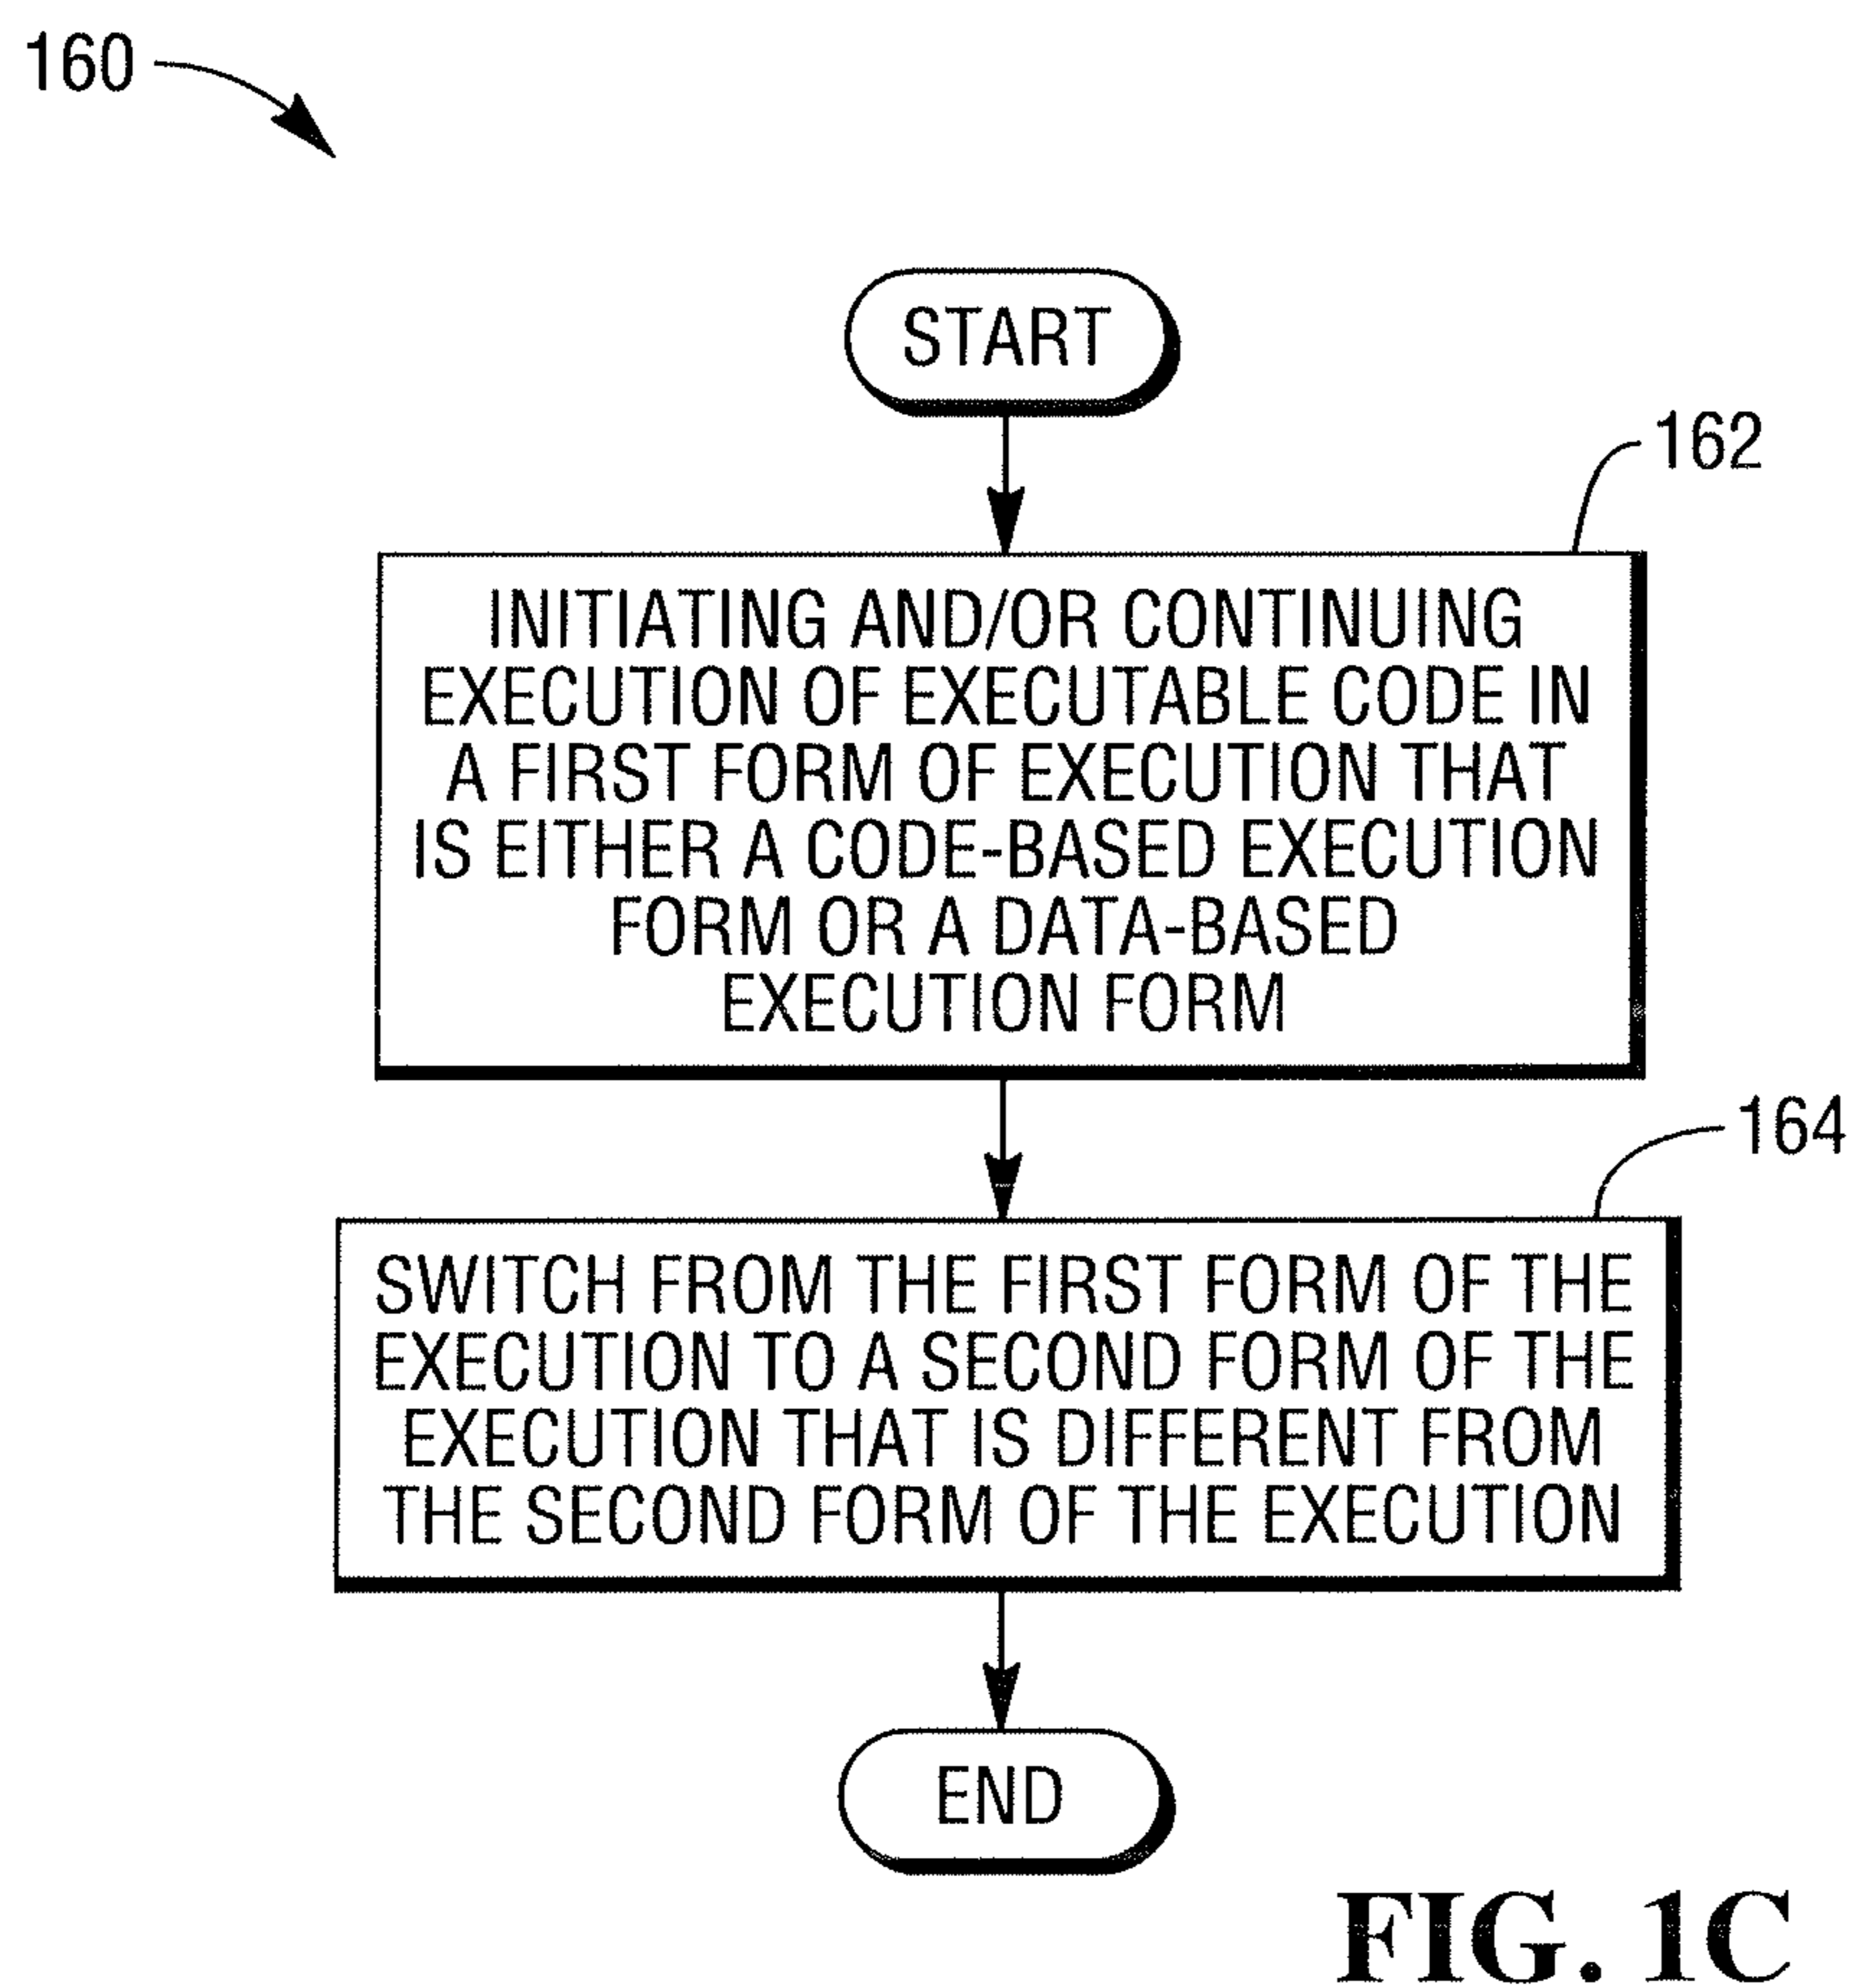 160
START
162
INITIATING AND/OR CONTINUING
EXECUTION OF EXECUTABLE CODE IN
A FIRST FORM OF EXECUTION THAT
IS EITHER A CODE-BASED EXECUTION
FORM OR A DATA-BASED
EXECUTION FORM
164
SWITCH FROM THE FIRST FORM OF THE
EXECUTION TO A SECOND FORM OF THE
EXECUTION THAT IS DIFFERENT FROM
THE SECOND FORM OF THE EXECUTION
END
FIG. 1C